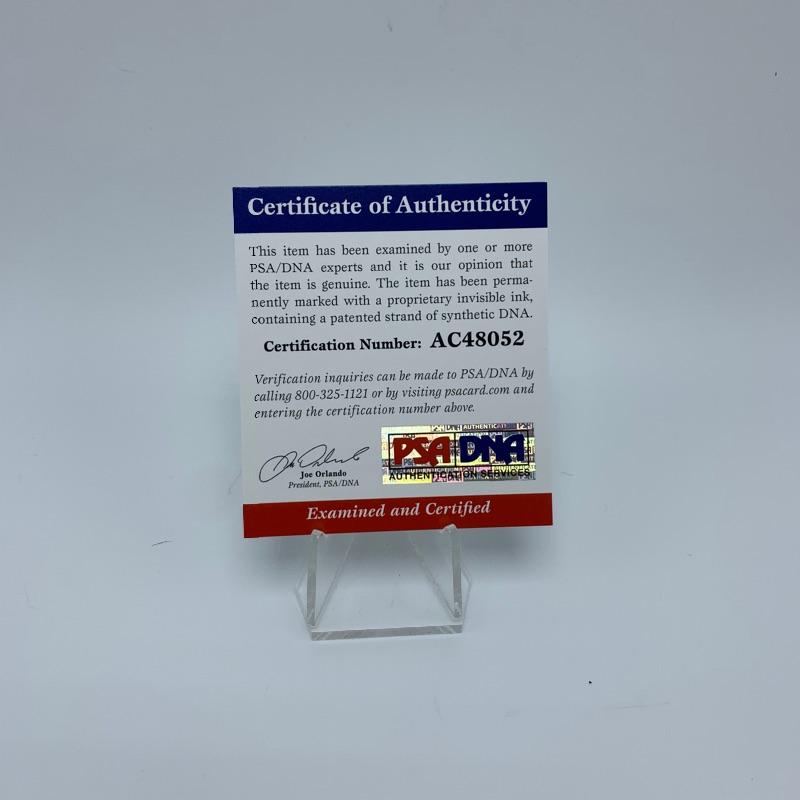 Certificate of Authenticity
This item has been examined by one or more
PSA/DNA experts and it is our opinion that
the item is genuine. The item has been perma-
nently marked with a proprietary invisible ink,
containing a patented strand of synthetic DNA.
Certification Number: AC48052
Verification inquiries can be made to PSA/DNA by
calling 800-325-1121 or by visiting psacard.com and
entering the certification number above.
PSA DNA
AUTHENTICATION SERVICES
Joe Orlando
President, PSA/DNA
Examined and Certified